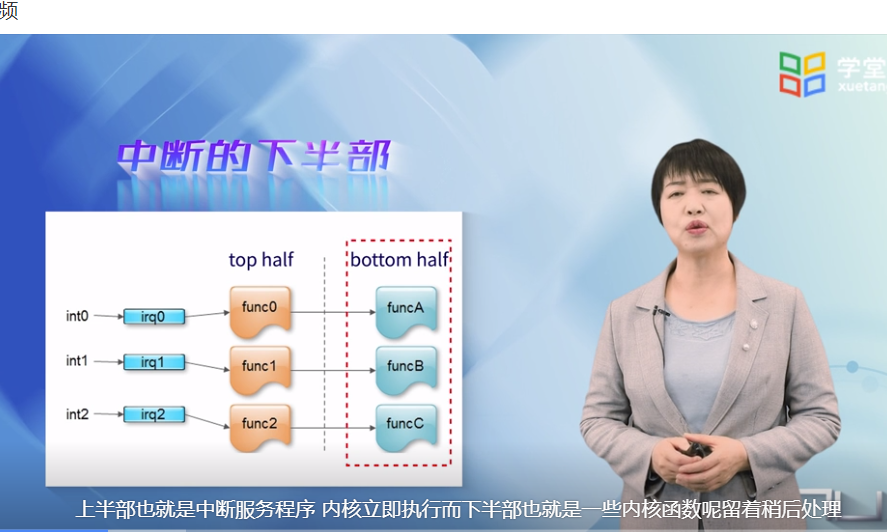 频
学堂
xuetan
中断的下半部
top half
bottom half
int0
irq0
func0
funcA
int1
irq1
func1
funcB
int2
irq2
func2
funcC
上半部也就是中断服务程序 内核立即执行而下半部也就是一些内核函数呢留着稍后处理